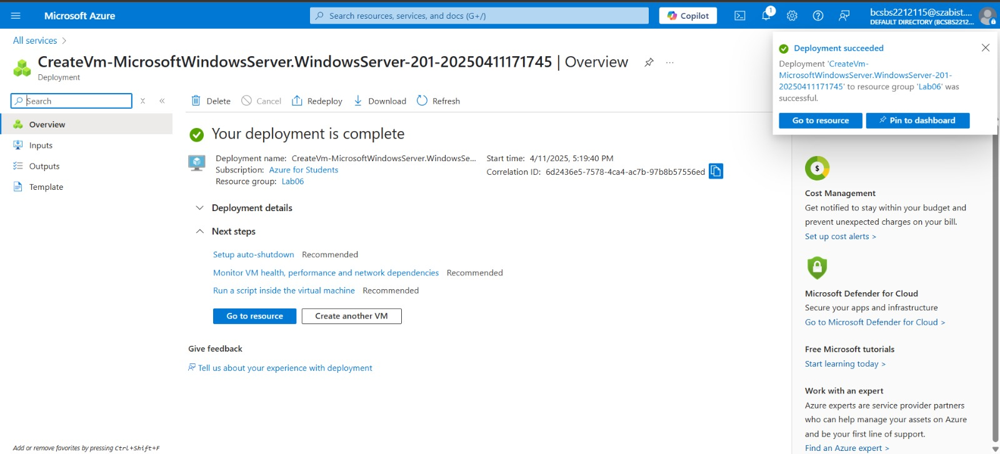 Microsoft Azure
Search resources, services, and docs (G+/)
Copilot
1
bcsbs2212115@szabist....
DEFAULT DIRECTORY (BCSBS2212...
All services >
CreateVm-MicrosoftWindowsServer.WindowsServer-201-20250411171745 | Overview
Deployment
Search
Overview
Inputs
Outputs
Template
Delete
Cancel
Redeploy
Download
Refresh
Your deployment is complete
Deployment name: CreateVm-MicrosoftWindowsServer.WindowsSe...
Subscription: Azure for Students
Resource group: Lab06
Start time: 4/11/2025, 5:19:40 PM
Correlation ID: 6d2436e5-7578-4ca4-ac7b-97b8b57556ed
Deployment details
Next steps
Setup auto-shutdown Recommended
Monitor VM health, performance and network dependencies Recommended
Run a script inside the virtual machine Recommended
Go to resource
Create another VM
Give feedback
Tell us about your experience with deployment
Deployment succeeded
Deployment 'CreateVm-
MicrosoftWindowsServer.WindowsServer-201-
20250411171745' to resource group 'Lab06' was
successful.
Go to resource
Pin to dashboard
$
Cost Management
Get notified to stay within your budget and
prevent unexpected charges on your bill.
Set up cost alerts >
Microsoft Defender for Cloud
Secure your apps and infrastructure
Go to Microsoft Defender for Cloud >
Free Microsoft tutorials
Start learning today >
Work with an expert
Azure experts are service provider partners
who can help manage your assets on Azure
and be your first line of support.
Find an Azure expert >
Add or remove favorites by pressing Ctrl+Shift+F